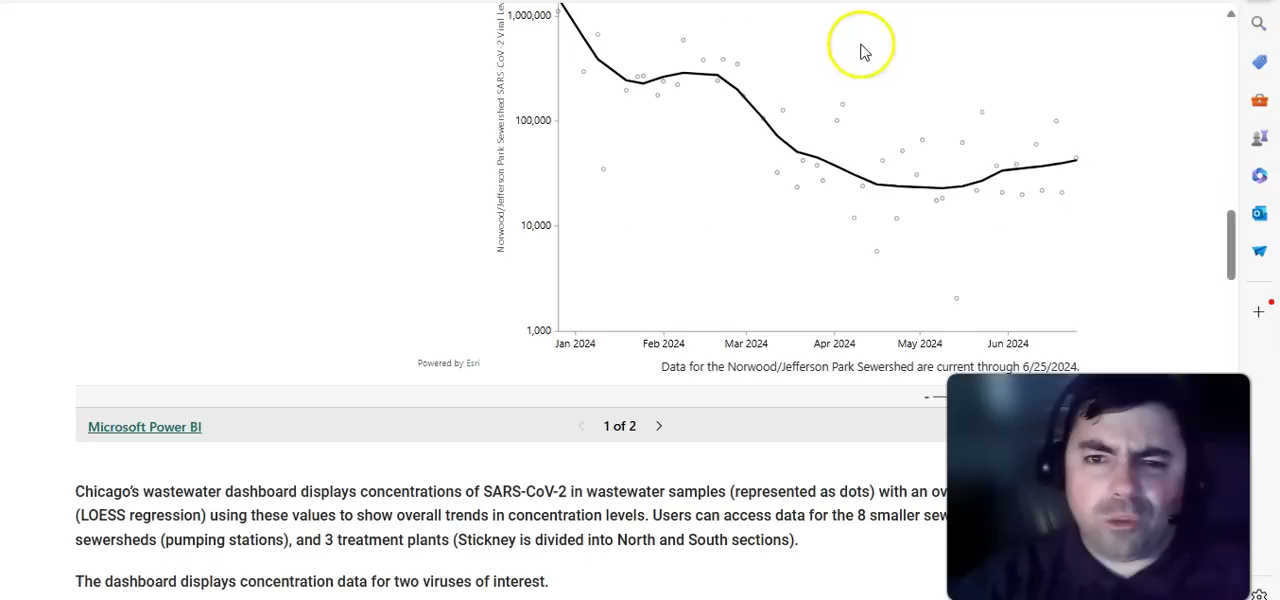 1,000,000
100,000
10,000
1,000
Norwood/Jefferson Park Sewershed SARS-CoV-2 Viral
Jan 2024 Feb 2024 Mar 2024 Apr 2024 May 2024 Jun 2024
Powered by Esri
Data for the Norwood/Jefferson Park Sewershed are current through 6/25/2024.
Microsoft Power BI
1 of 2
Chicago's wastewater dashboard displays concentrations of SARS-CoV-2 in wastewater samples (represented as dots) with an
(LOESS regression) using these values to show overall trends in concentration levels. Users can access data for the 8 smaller
sewersheds (pumping stations), and 3 treatment plants (Stickney is divided into North and South sections).
The dashboard displays concentration data for two viruses of interest.